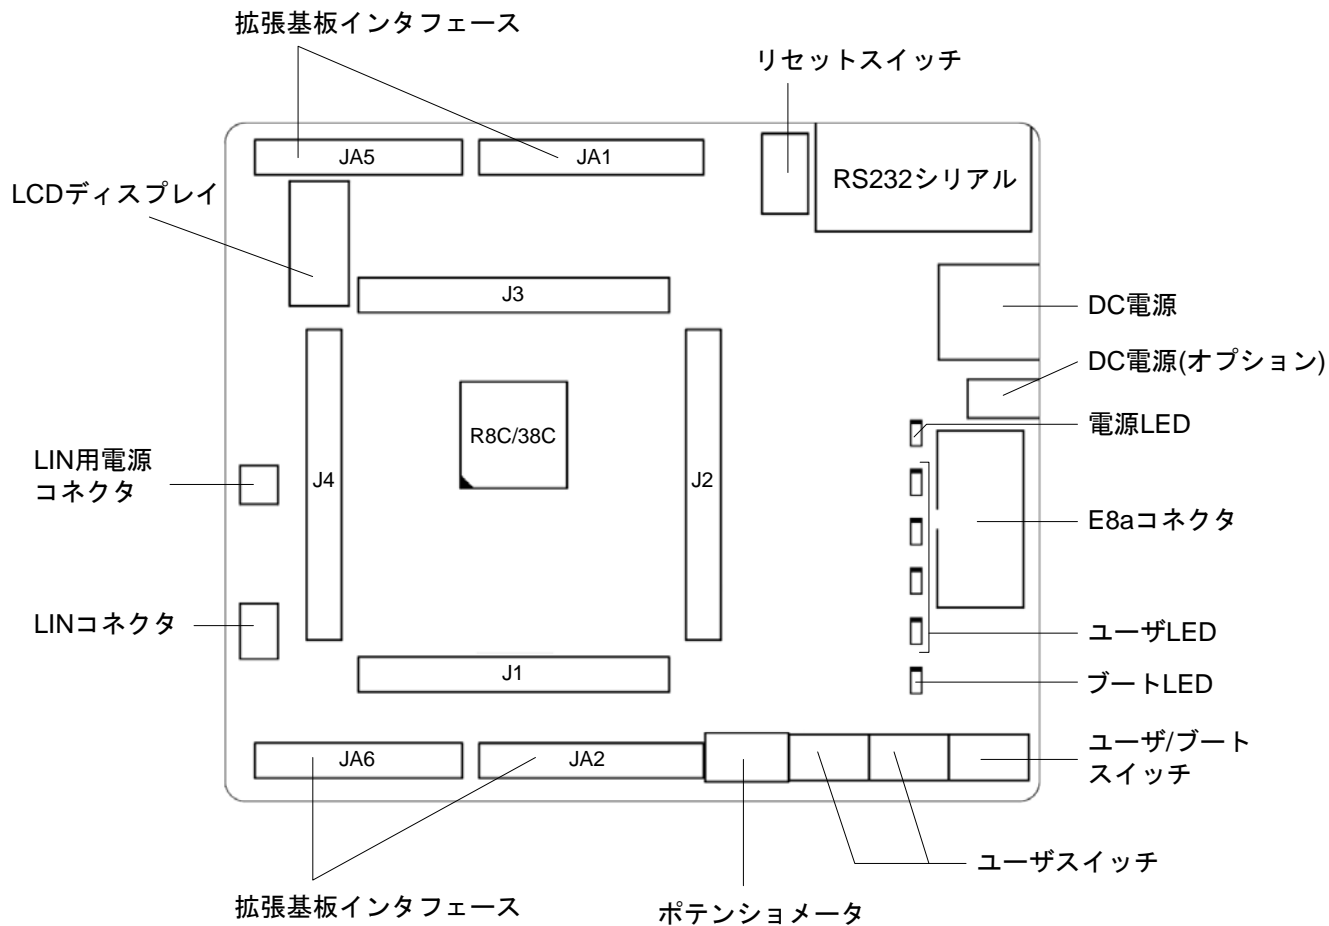 拡張基板インタフェース
リセットスイッチ
JA5
JA1
RS232シリアル
LCDディスプレイ
J3
DC電源
DC電源(オプション)
電源LED
R8C/38C
LIN用電源
コネクタ
J4
J2
E8aコネクタ
LINコネクタ
ユーザLED
J1
ブートLED
JA6
JA2
ユーザ/ブート
スイッチ
ユーザスイッチ
拡張基板インタフェース
ポテンショメータ